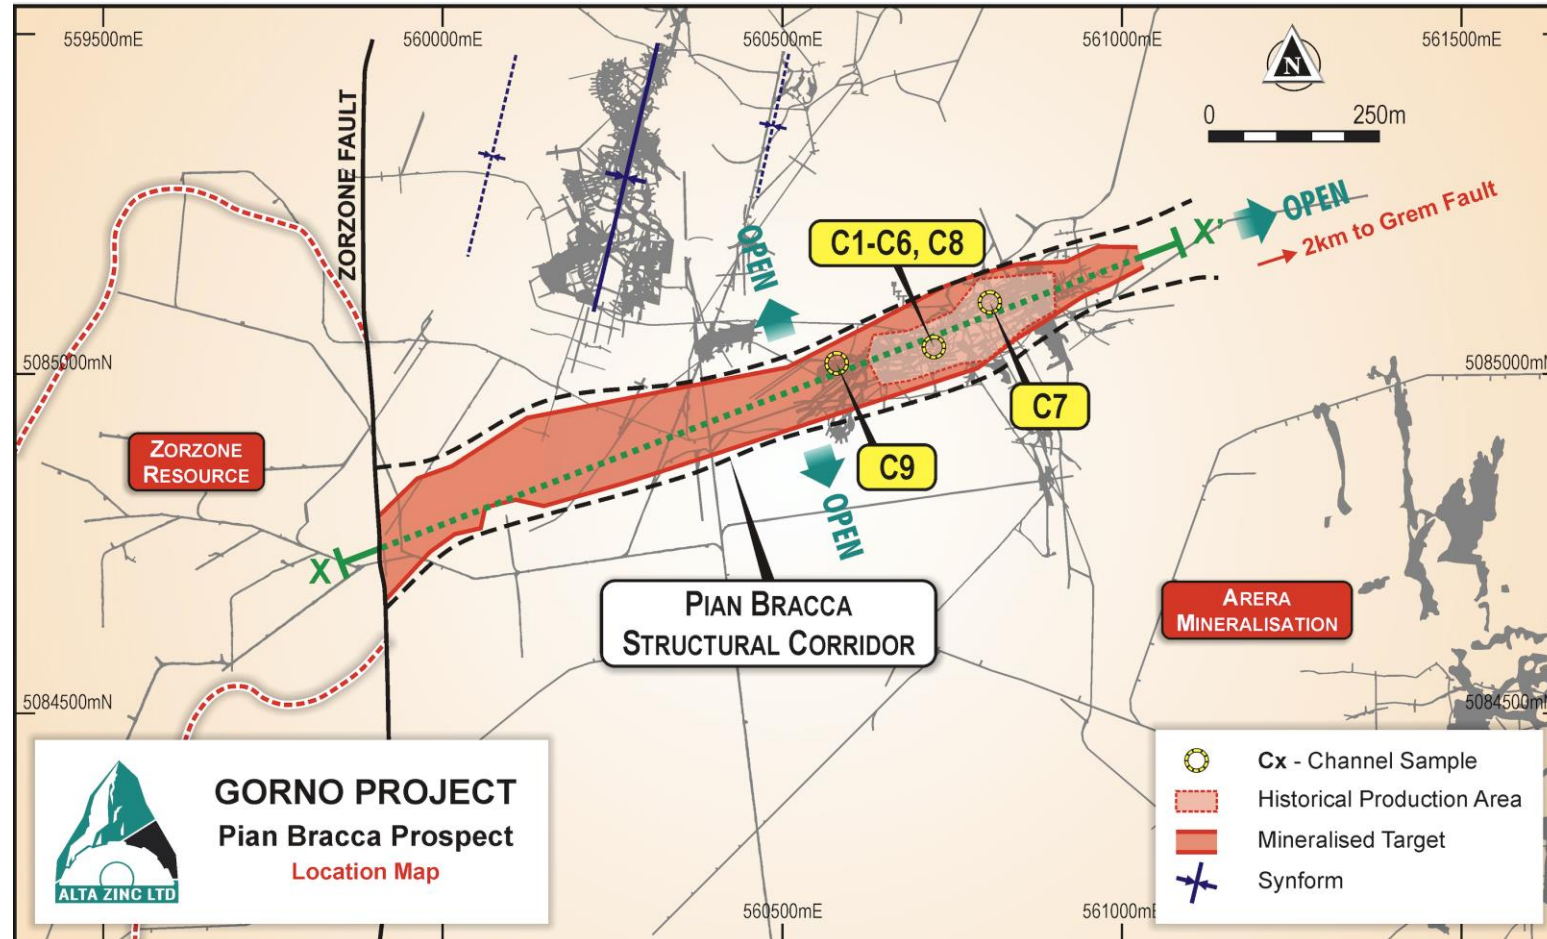 559500mE
560000mE
560500mE
561000mE
561500mE
N
0
250m
ZORZONE FAULT
OPEN
C1-C6, C8
X'
OPEN
2km to Grem Fault
5085000mN
5085000mN
C7
C9
OPEN
ZORZONE
RESOURCE
X
PIAN BRACCA
STRUCTURAL CORRIDOR
ARERA
MINERALISATION
5084500mN
5084500mN
GORNO PROJECT
Pian Bracca Prospect
Location Map
ALTA ZINC LTD
Cx - Channel Sample
Historical Production Area
Mineralised Target
Synform
560500mE
561000mE